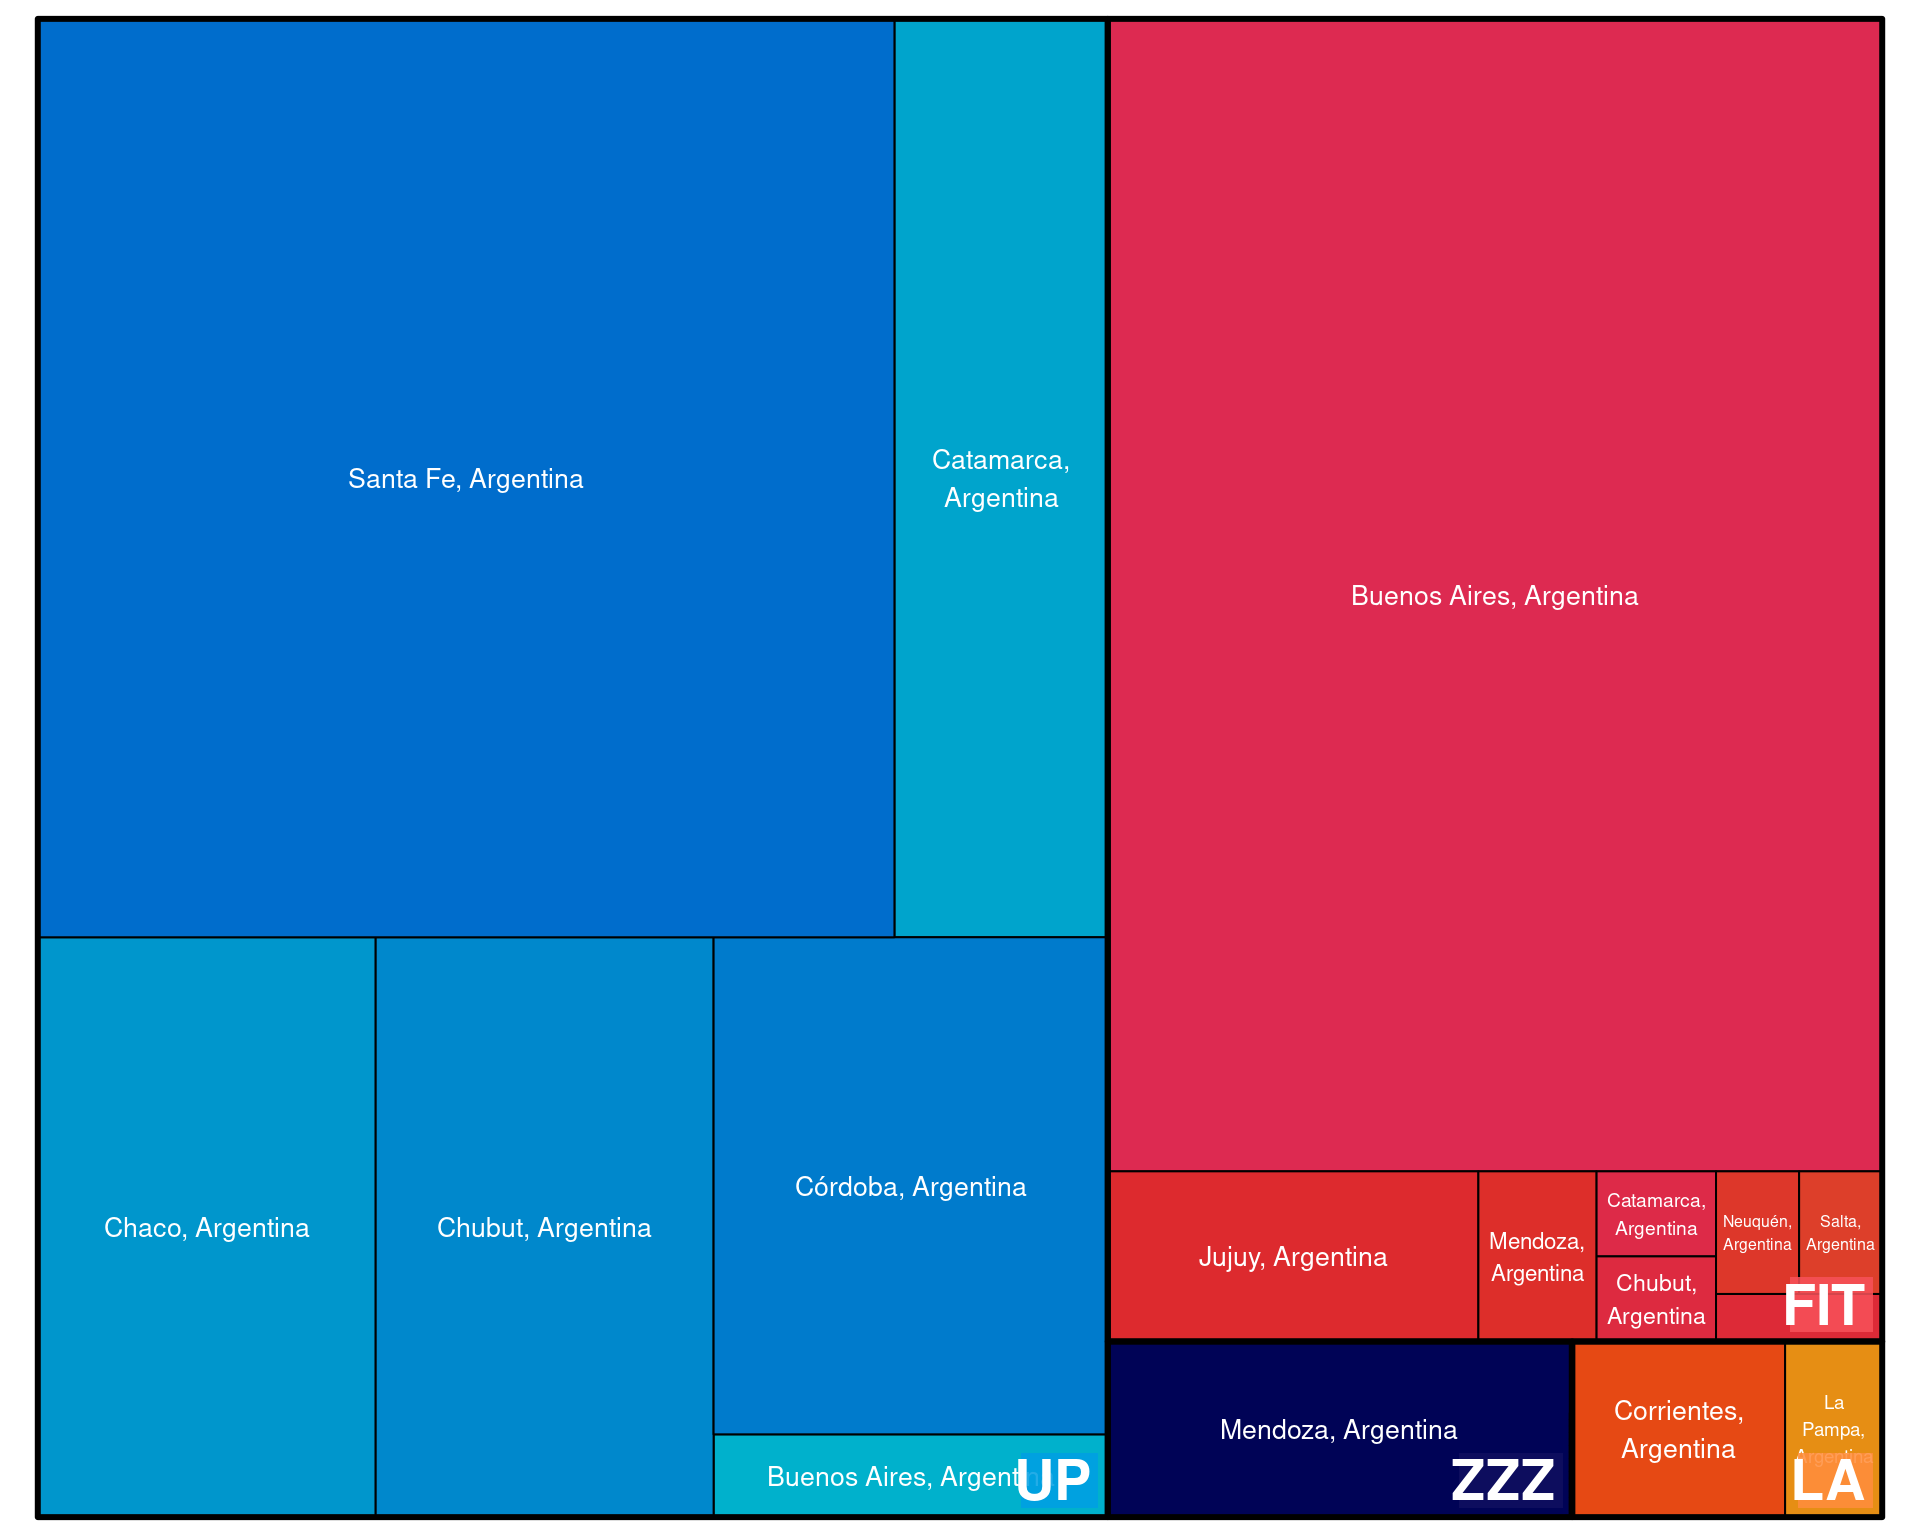 Santa Fe, Argentina
Catamarca,
Argentina
Buenos Aires, Argentina
Chaco, Argentina
Chubut, Argentina
Córdoba, Argentina
Buenos Aires, Argentina
UP
Jujuy, Argentina
Mendoza,
Argentina
Catamarca,
Argentina
Chubut,
Argentina
Neuquén,
Argentina
Salta,
Argentina
FIT
Mendoza, Argentina
ZZZ
Corrientes,
Argentina
La
Pampa,
Argentina
LA